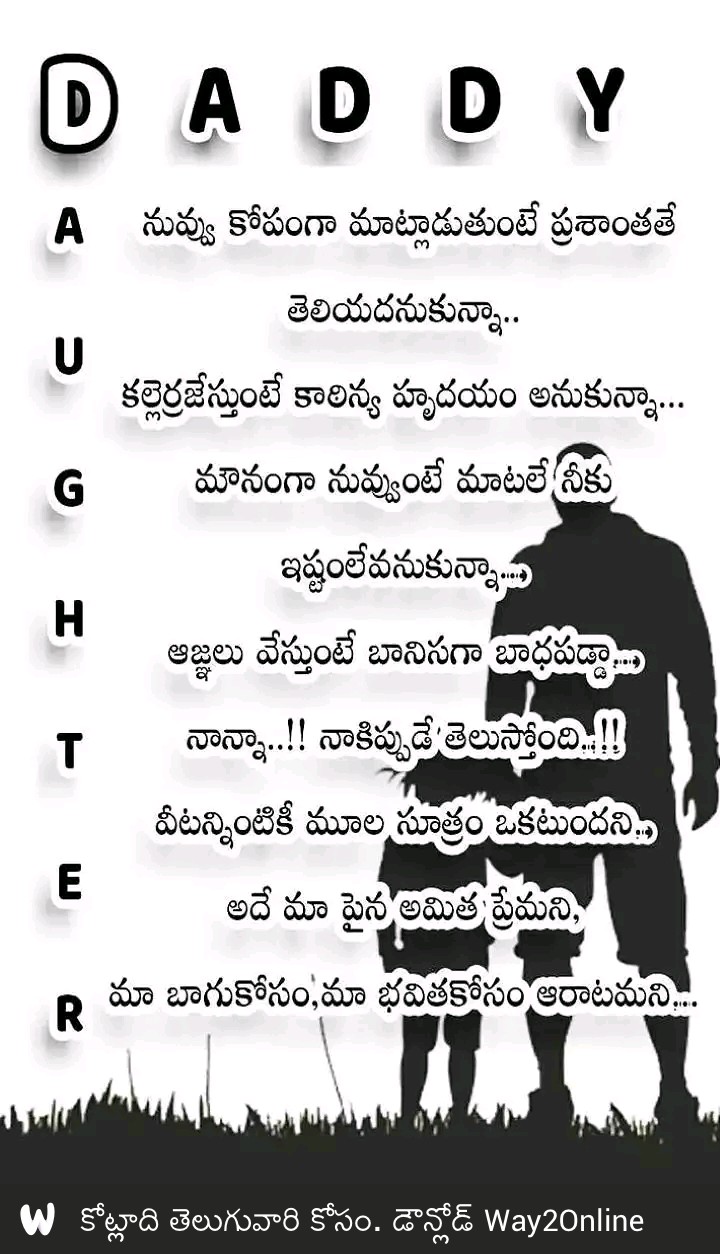 D A D D Y
A
నువ్వు కోపంగా మాట్లాడుతుంటే ప్రశాంతతే
తెలియదనుకున్నా..
U
కల్లెర్రజేస్తుంటే కాఠిన్య హృదయం అనుకున్నా...
G
మౌనంగా నువ్వుంటే మాటలే నీకు
ఇష్టంలేవనుకున్నా....,
H
ఆజ్ఞలు వేస్తుంటే బానిసగా బాధపడ్డా....,
T
నాన్నా..!! నాకిప్పుడే తెలుస్తోంది..!!
వీటన్నింటికీ మూల సూత్రం ఒకటుందని..,
E
అదే మా పైన అమిత ప్రేమని,
R
మా బాగుకోసం,మా భవితకోసం ఆరాటమని....
W కోట్లాది తెలుగువారి కోసం. డౌన్లోడ్ Way2Online